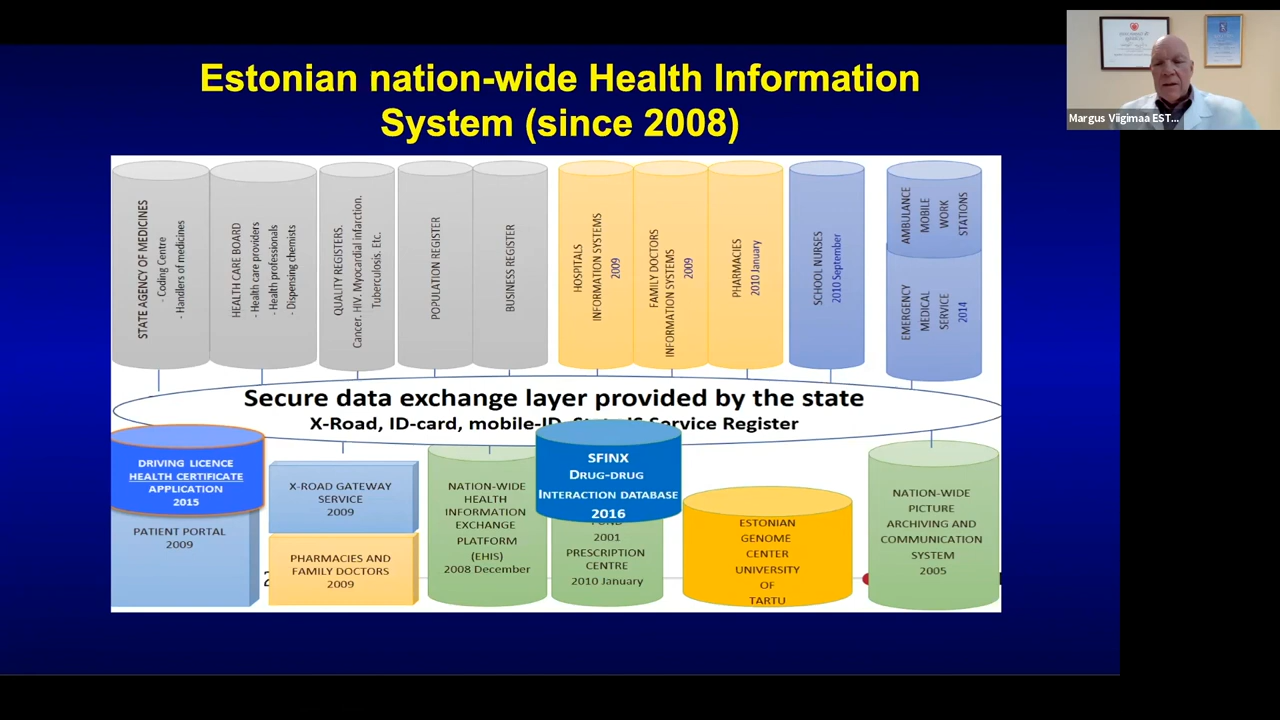 Estonian nation-wide Health Information
System (since 2008)
Margus Viigimaa EST...
STATE AGENCY OF MEDICINES
- Coding Centre
- Handlers of medicines
HEALTH CARE BOARD
- Health care providers
- Health professionals
- Dispensing chemists
QUALITY REGISTERS.
Cancer. HIV. Myocardial infarction.
Tuberculosis. Etc.
POPULATION REGISTER
BUSINESS REGISTER
HOSPITALS
INFORMATION SYSTEMS
2009
FAMILY DOCTORS
INFORMATION SYSTEMS
2009
PHARMACIES
2010 January
SCHOOL NURSES
2010 September
AMBULANCE
MOBILE
WORK
STATIONS
EMERGENCY
MEDICAL
SERVICE
2014
Secure data exchange layer provided by the state
X-Road, ID-card, mobile-ID, State IS Service Register
DRIVING LICENCE
HEALTH CERTIFICATE
APPLICATION
2015
PATIENT PORTAL
2009
X-ROAD GATEWAY
SERVICE
2009
PHARMACIES AND
FAMILY DOCTORS
2009
NATION-WIDE
HEALTH
INFORMATION
EXCHANGE
PLATFORM
(EHIS)
2008 December
SFINX
DRUG-DRUG
INTERACTION DATABASE
2016
FUND
2001
PRESCRIPTION
CENTRE
2010 January
ESTONIAN
GENOME
CENTER
UNIVERSITY
OF
TARTU
NATION-WIDE
PICTURE
ARCHIVING AND
COMMUNICATION
SYSTEM
2005